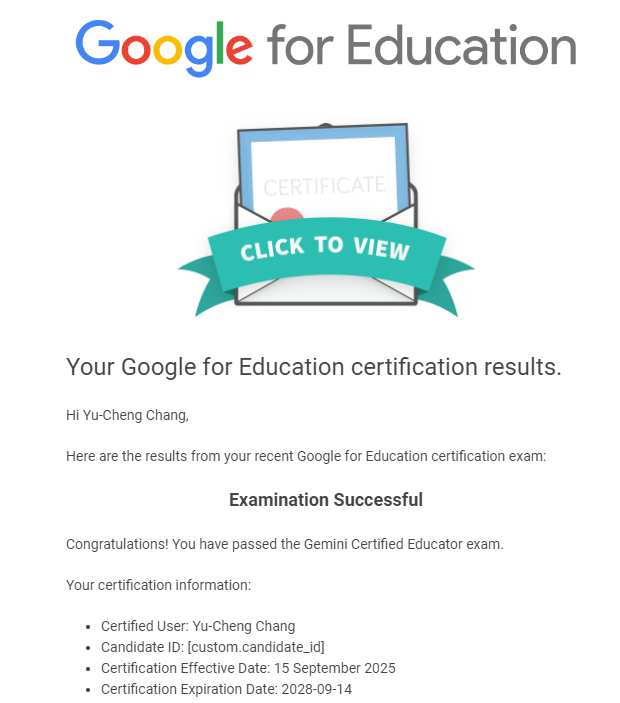 Google for Education
CERTIFICATE
CLICK TO VIEW
Your Google for Education certification results.
Hi Yu-Cheng Chang,
Here are the results from your recent Google for Education certification exam:
Examination Successful
Congratulations! You have passed the Gemini Certified Educator exam.
Your certification information:
• Certified User: Yu-Cheng Chang
• Candidate ID: [custom.candidate_id]
• Certification Effective Date: 15 September 2025
• Certification Expiration Date: 2028-09-14